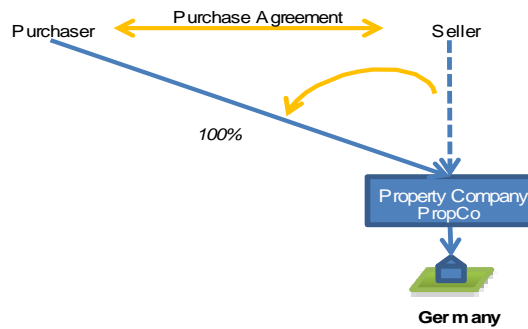 Purchase Agreement
Purchaser
Seller
100%
Property Company
PropCo
Germany